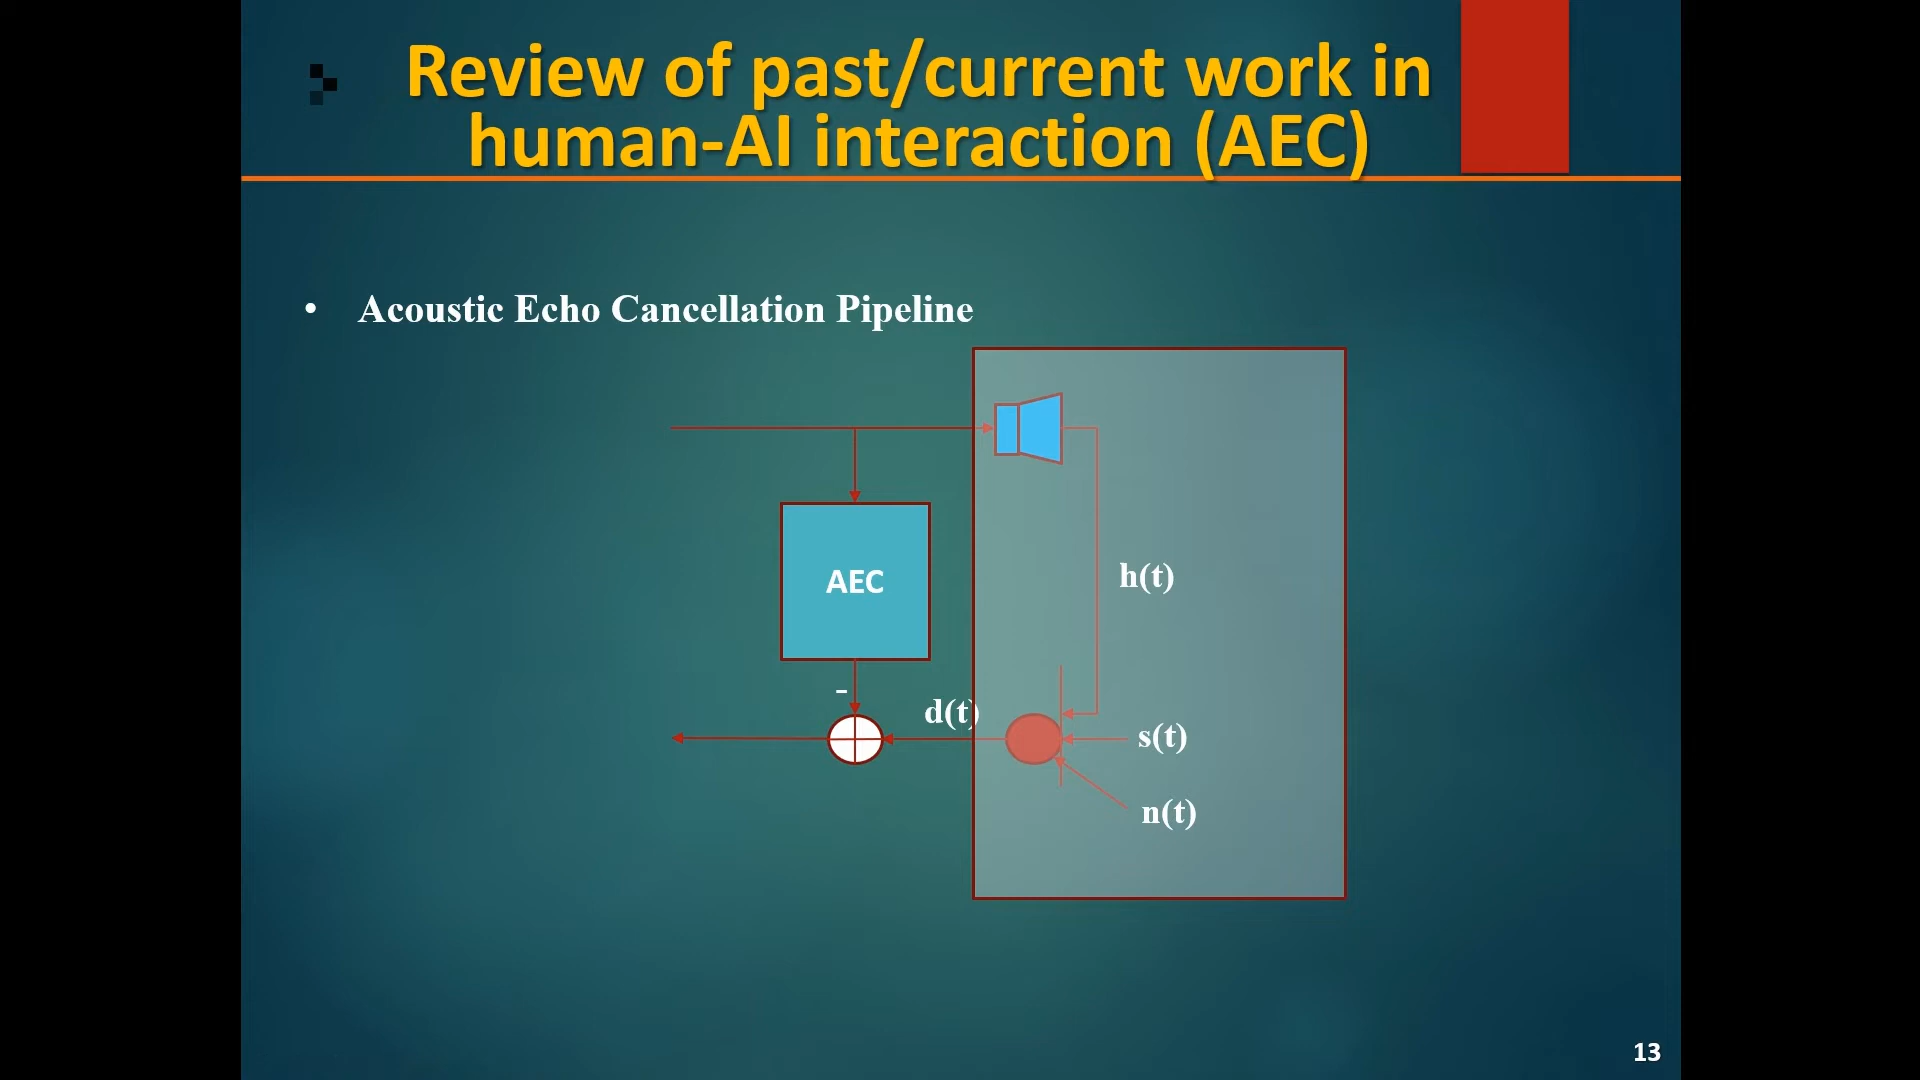 Review of past/current work in
human-AI interaction (AEC)
• Acoustic Echo Cancellation Pipeline
AEC
h(t)
-
d(t)
s(t)
n(t)
13